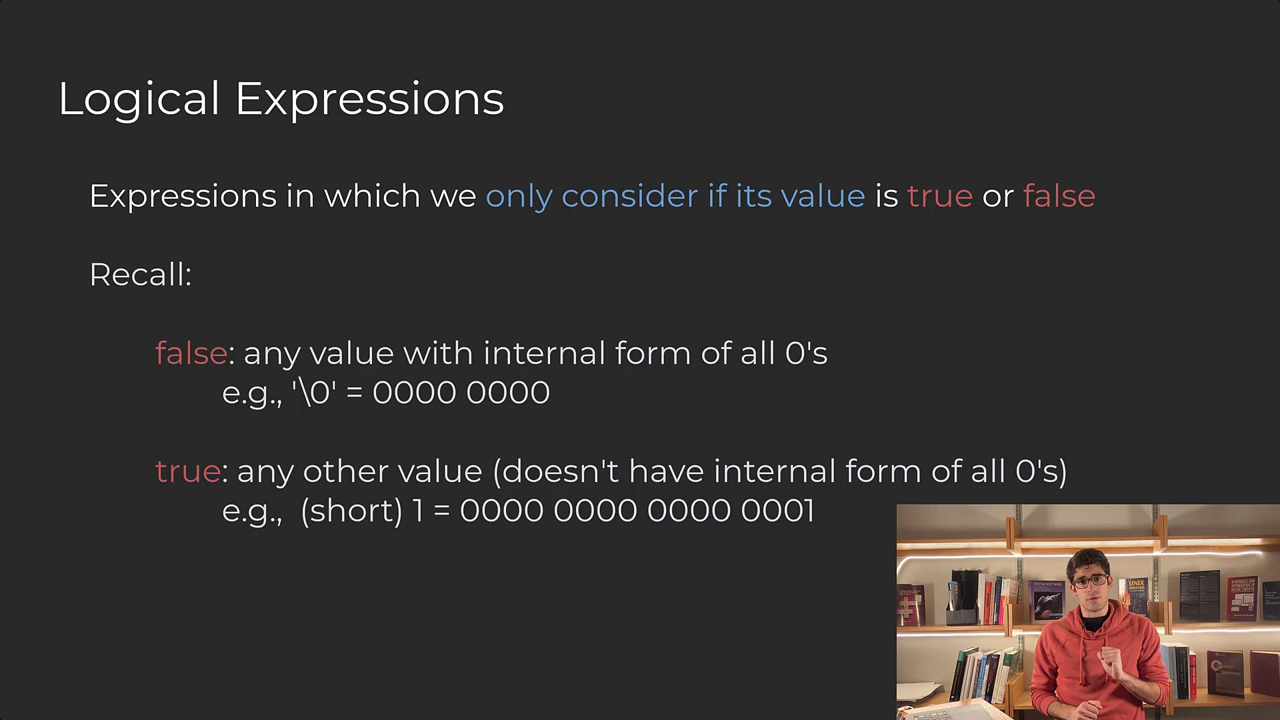 Logical Expressions
Expressions in which we only consider if its value is true or false
Recall:
false: any value with internal form of all 0's
e.g., '\0' = 0000 0000
true: any other value (doesn't have internal form of all 0's)
e.g., (short) 1 = 0000 0000 0000 0001